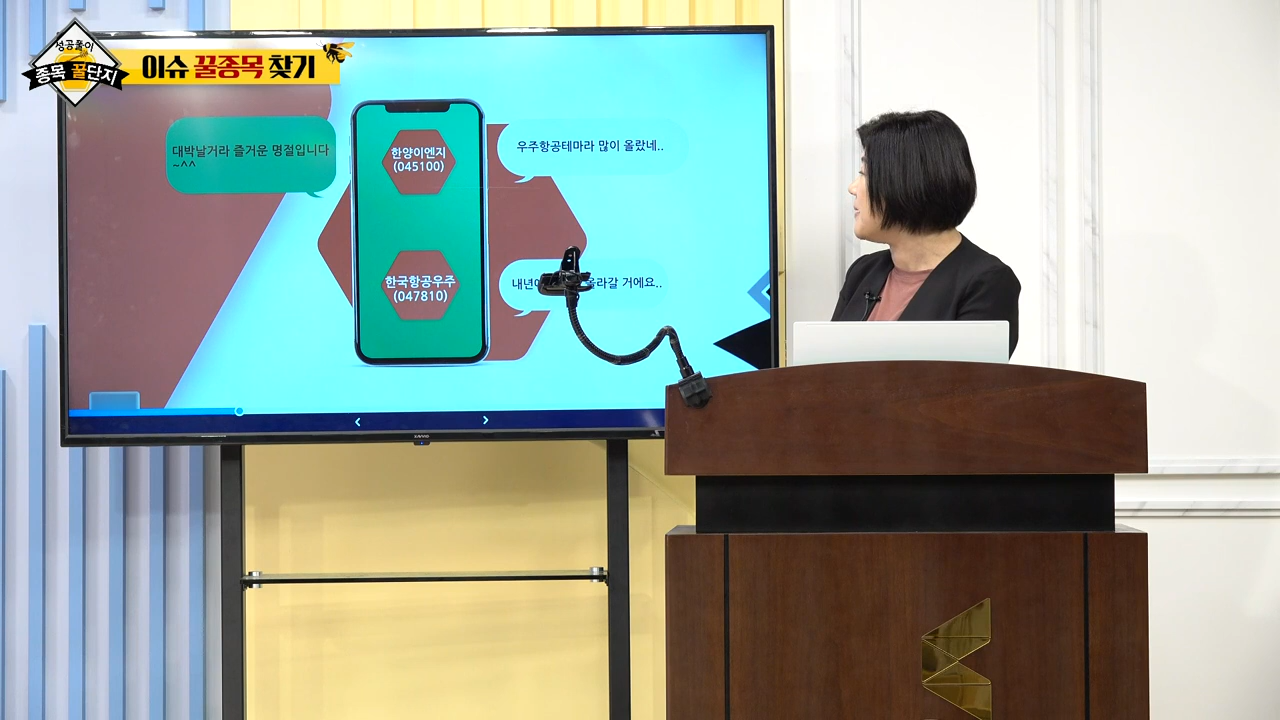 성공쫄이
종목 꿀단지
이슈 꿀종목 찾기
대박날거라 즐거운 명절입니다
~^^
한양이엔지
(045100)
우주항공테마라 많이 올랐네..
한국항공우주
(047810)
올라갈 거에요..